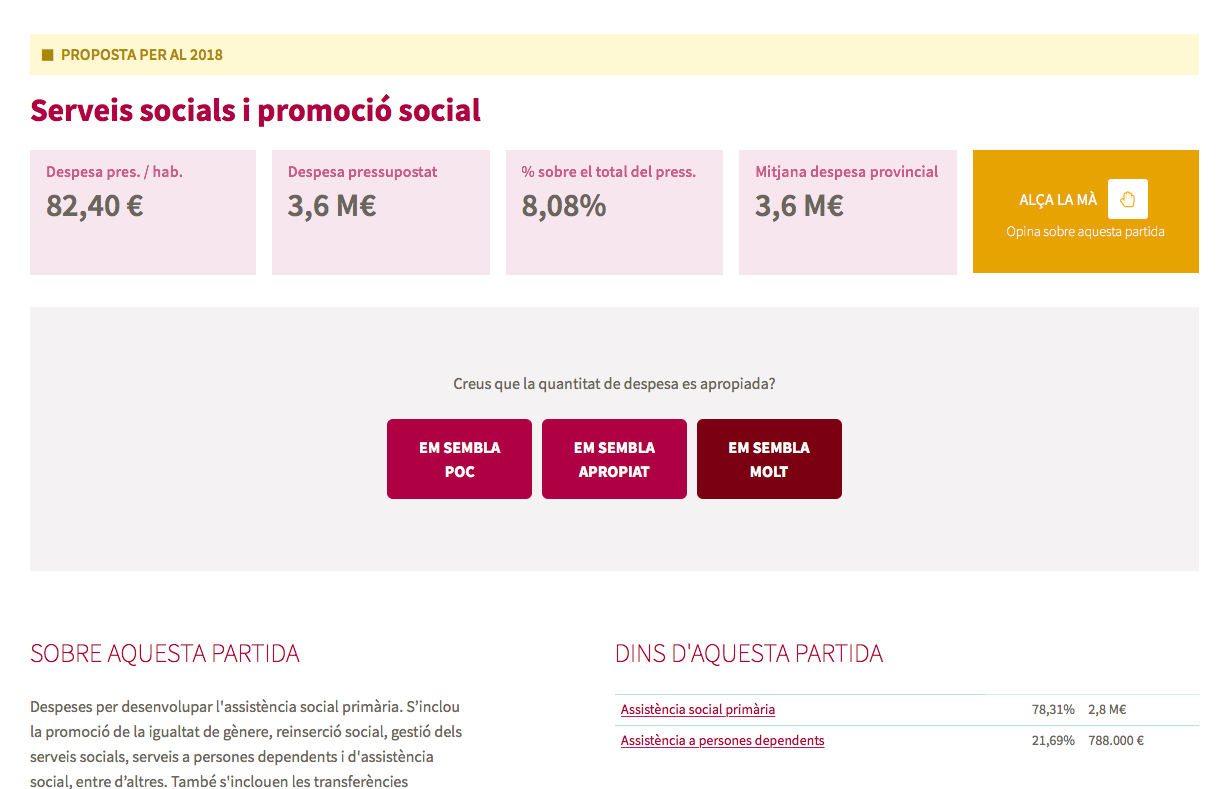 PROPOSTA PER AL 2018
Serveis socials i promoció social
Despesa pres. / hab.
82,40 €
Despesa pressupostat
3,6 M€
% sobre el total del press.
8,08%
Mitjana despesa provincial
3,6 M€
ALÇA LA MÀ
Opina sobre aquesta partida
Creus que la quantitat de despesa es apropiada?
EM SEMBLA
POC
EM SEMBLA
APROPIAT
EM SEMBLA
MOLT
SOBRE AQUESTA PARTIDA
Despeses per desenvolupar l'assistència social primària. S’inclou
la promoció de la igualtat de gènere, reinserció social, gestió dels
serveis socials, serveis a persones dependents i d'assistència
social, entre d’altres. També s'inclouen les transferències
DINS D'AQUESTA PARTIDA
Assistència social primària 78,31% 2,8 M€
Assistència a persones dependents 21,69% 788.000 €